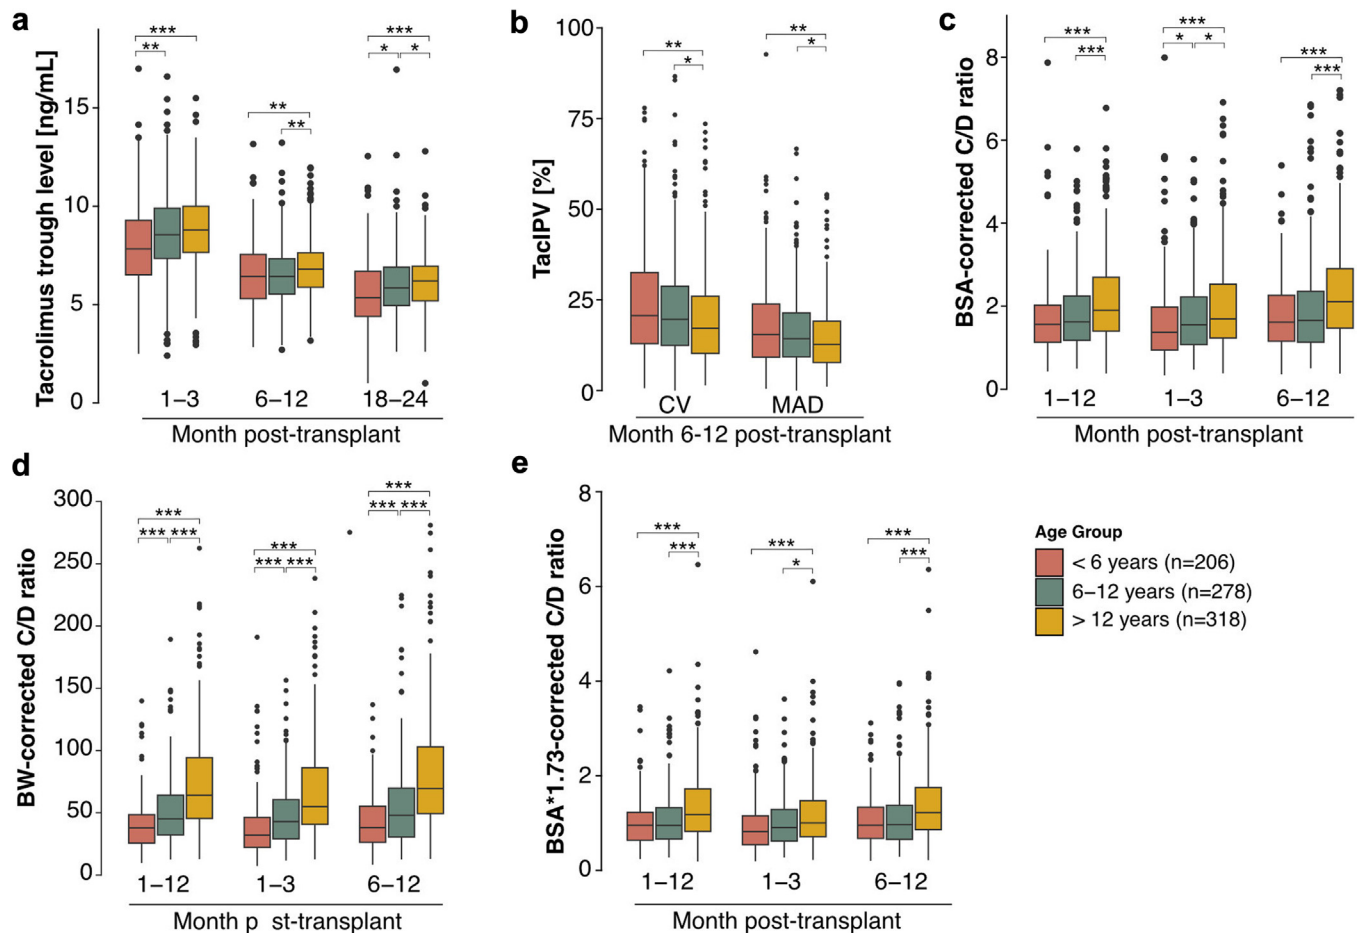 a
Tacrolimus trough level [ng/mL]
15
10
5
0
*** ** ** ** *** * *
1–3 6–12 18–24
Month post-transplant
b
TacIPV [%]
100
75
50
25
0
** * ** *
CV MAD
Month 6-12 post-transplant
c
BSA-corrected C/D ratio
8
6
4
2
0
*** *** *** * * *** ***
1–12 1–3 6–12
Month post-transplant
d
BW-corrected C/D ratio
300
250
200
150
100
50
0
*** *** *** *** *** *** *** *** ***
1–12 1–3 6–12
Month p st-transplant
e
BSA*1.73-corrected C/D ratio
8
6
4
2
0
*** *** *** * *** ***
1–12 1–3 6–12
Month post-transplant
Age Group
< 6 years (n=206)
6–12 years (n=278)
> 12 years (n=318)